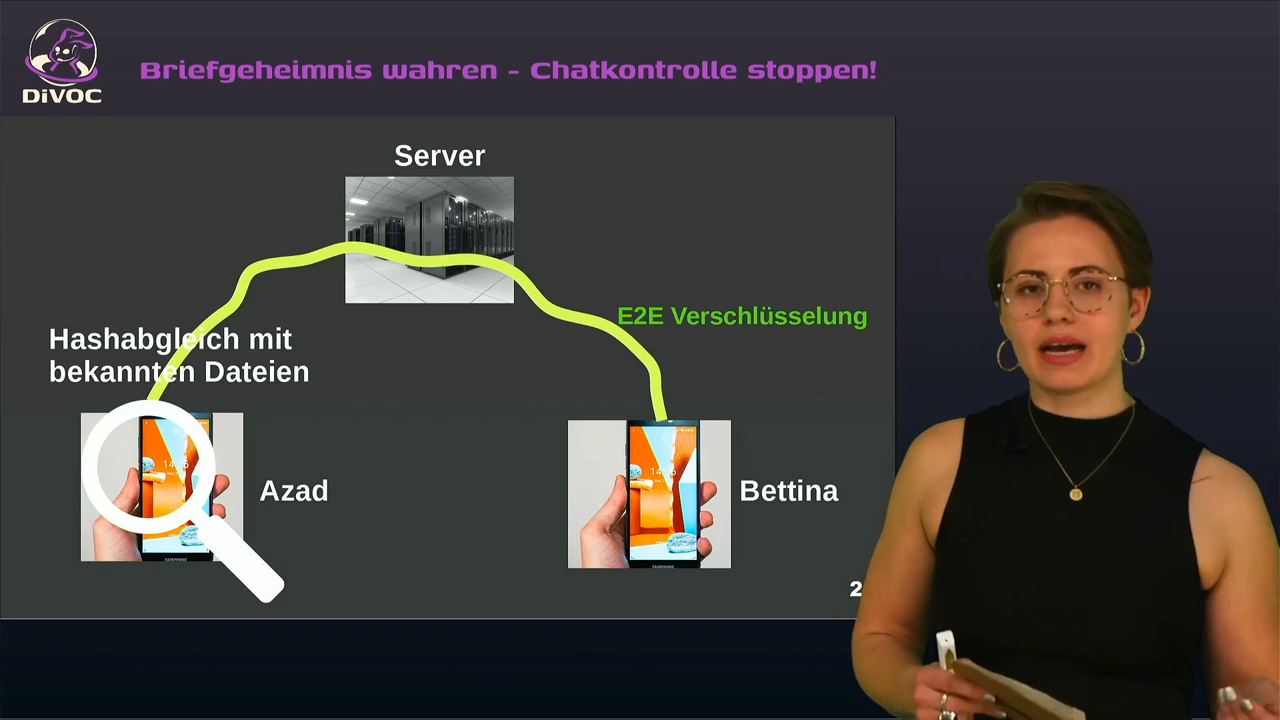 Briefgeheimnis wahren - Chatkontrolle stoppen!
DiVOC
Server
E2E Verschlüsselung
Hashabgleich mit
bekannten Dateien
Azad
Bettina
2